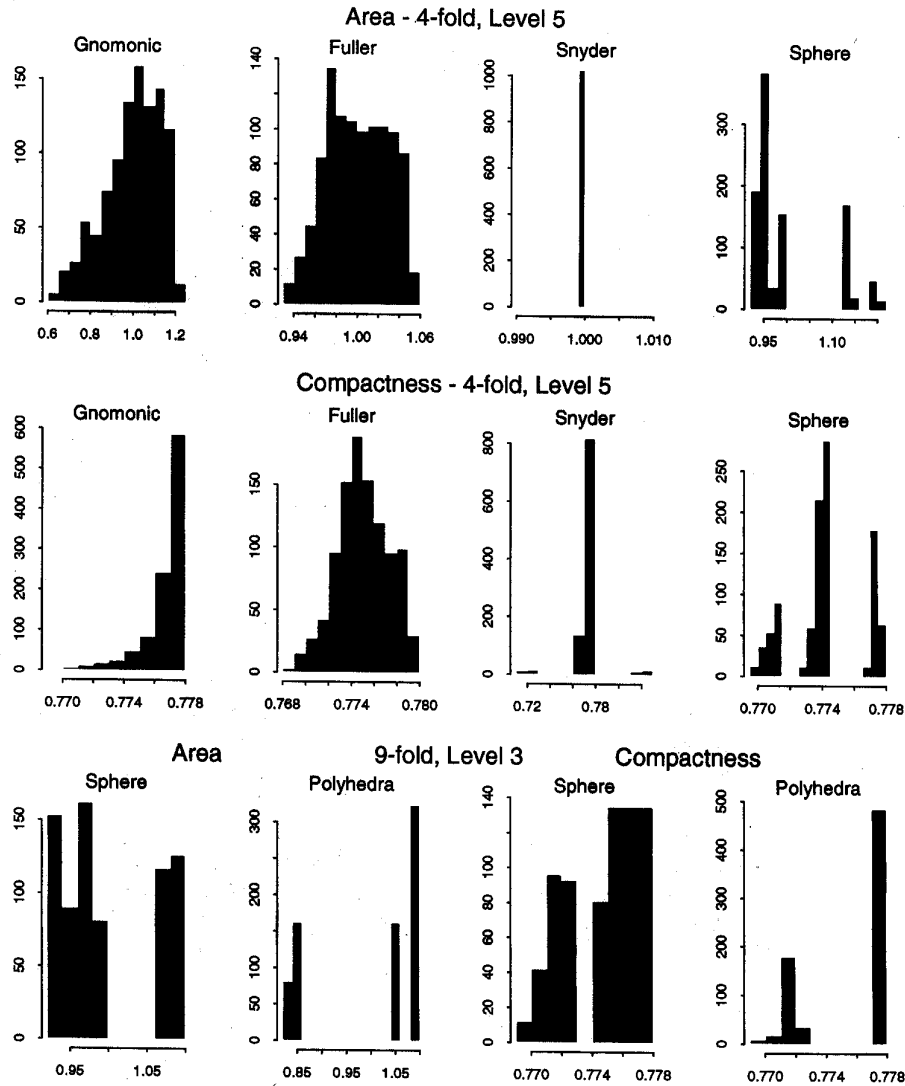 Area - 4-fold, Level 5
Gnomonic
Fuller
Snyder
Sphere
150
100
50
0
0.6 0.8 1.0 1.2
140
120
100
80
60
40
20
0
0.94 1.00 1.06
1000
800
600
400
200
0
0.990 1.000 1.010
300
200
100
0
0.95 1.10
Compactness - 4-fold, Level 5
Gnomonic
Fuller
Snyder
Sphere
600
500
400
300
200
100
0
0.770 0.774 0.778
150
100
50
0
0.768 0.774 0.780
800
600
400
200
0
0.72 0.78
250
200
150
100
50
0
0.770 0.774 0.778
Area 9-fold, Level 3 Compactness
Sphere
Polyhedra
Sphere
Polyhedra
150
100
50
0
0.95 1.05
300
200
100
0
0.85 0.95 1.05
140
120
100
80
60
40
20
0
0.770 0.774 0.778
500
400
300
200
100
0
0.770 0.774 0.778